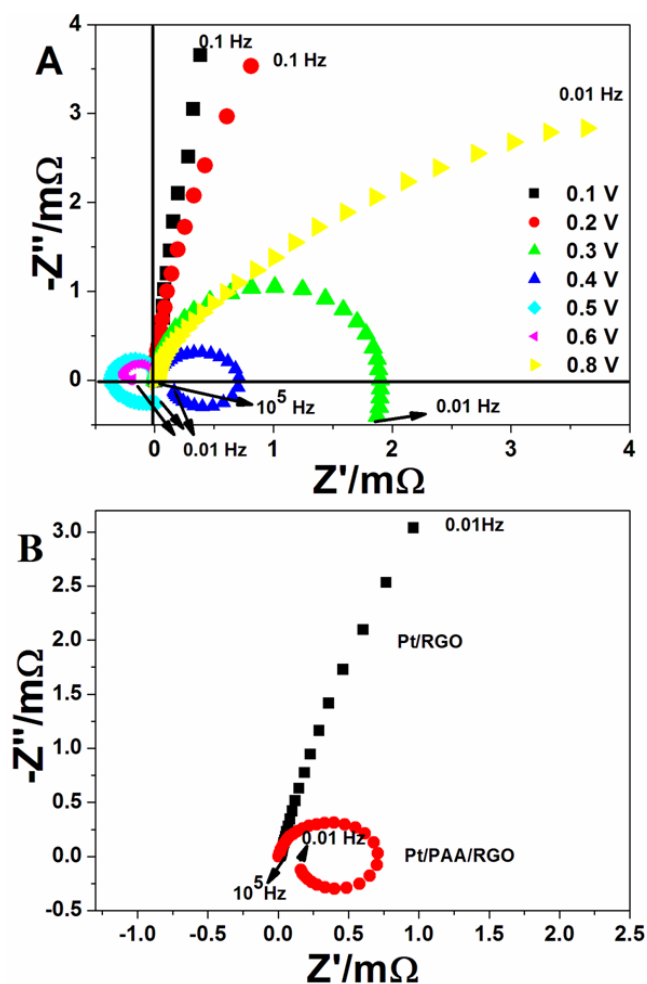 A
0.1 Hz
0.1 Hz
0.01 Hz
0.1 V
0.2 V
0.3 V
0.4 V
0.5 V
0.6 V
0.8 V
10⁵ Hz
0.01 Hz
0.01 Hz
4
3
2
1
0
-Z''/mΩ
0 1 2 3 4
Z'/mΩ
B
0.01Hz
Pt/RGO
0.01 Hz
Pt/PAA/RGO
10⁵Hz
3.0
2.5
2.0
1.5
1.0
0.5
0.0
-0.5
-Z''/mΩ
-1.0 -0.5 0.0 0.5 1.0 1.5 2.0 2.5
Z'/mΩ